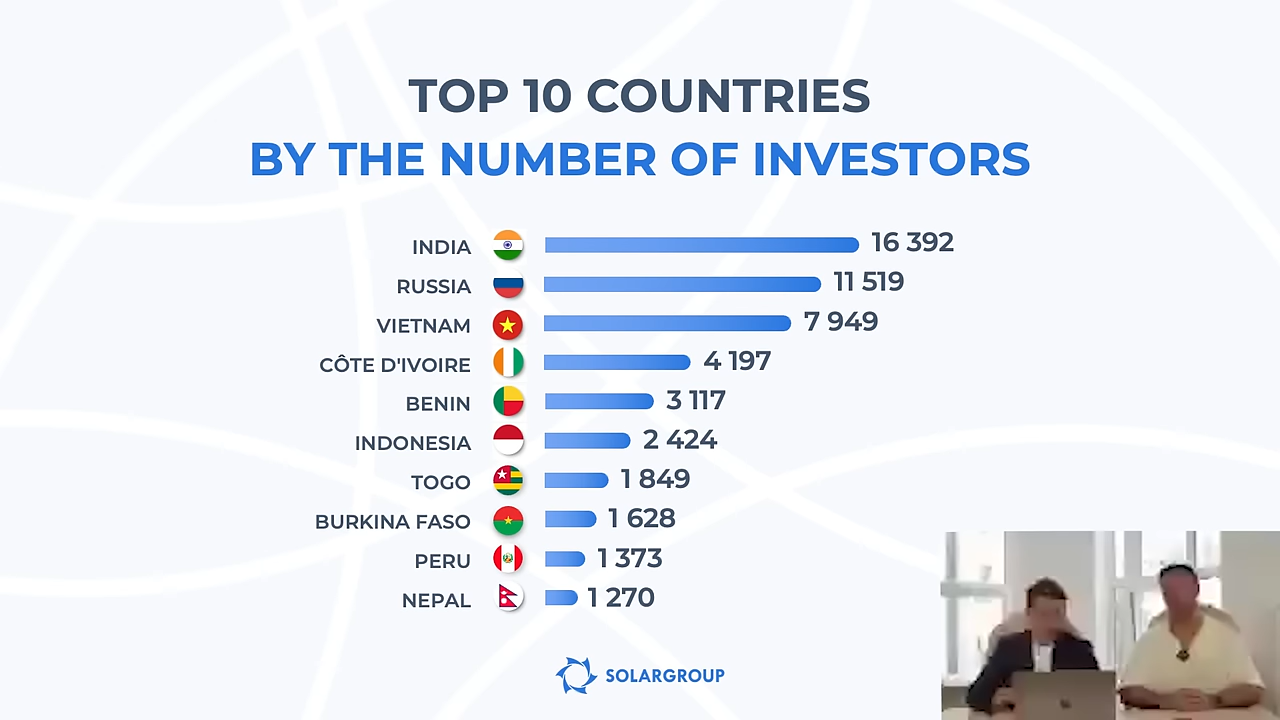 TOP 10 COUNTRIES
BY THE NUMBER OF INVESTORS
INDIA 16 392
RUSSIA 11 519
VIETNAM 7 949
CÔTE D'IVOIRE 4 197
BENIN 3 117
INDONESIA 2 424
TOGO 1 849
BURKINA FASO 1 628
PERU 1 373
NEPAL 1 270
SOLARGROUP